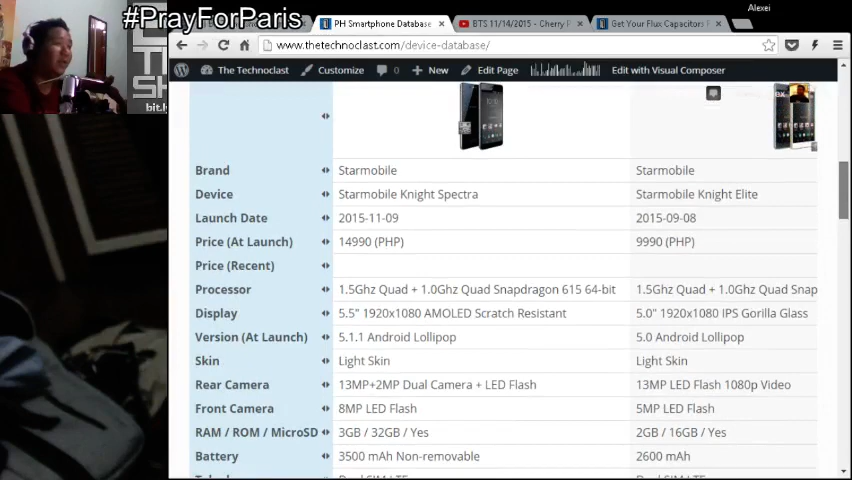 #PrayForParis
Alexei
PH Smartphone Database
BTS 11/14/2015 - Cherry P
Get Your Flux Capacitors
www.thetechnoclast.com/device-database/
The Technoclast
Customize
0
New
Edit Page
Edit with Visual Composer
bit.ly
Brand Starmobile Starmobile
Device Starmobile Knight Spectra Starmobile Knight Elite
Launch Date 2015-11-09 2015-09-08
Price (At Launch) 14990 (PHP) 9990 (PHP)
Price (Recent)
Processor 1.5Ghz Quad + 1.0Ghz Quad Snapdragon 615 64-bit 1.5Ghz Quad + 1.0Ghz Quad Snap
Display 5.5" 1920x1080 AMOLED Scratch Resistant 5.0" 1920x1080 IPS Gorilla Glass
Version (At Launch) 5.1.1 Android Lollipop 5.0 Android Lollipop
Skin Light Skin Light Skin
Rear Camera 13MP+2MP Dual Camera + LED Flash 13MP LED Flash 1080p Video
Front Camera 8MP LED Flash 5MP LED Flash
RAM / ROM / MicroSD 3GB / 32GB / Yes 2GB / 16GB / Yes
Battery 3500 mAh Non-removable 2600 mAh